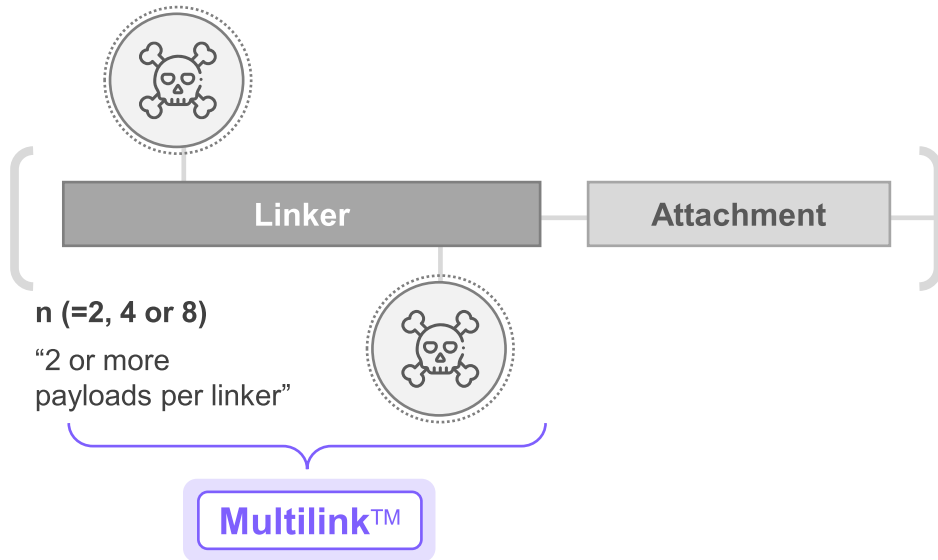 Linker
Attachment
n (=2, 4 or 8)
“2 or more
payloads per linker”
Multilink™